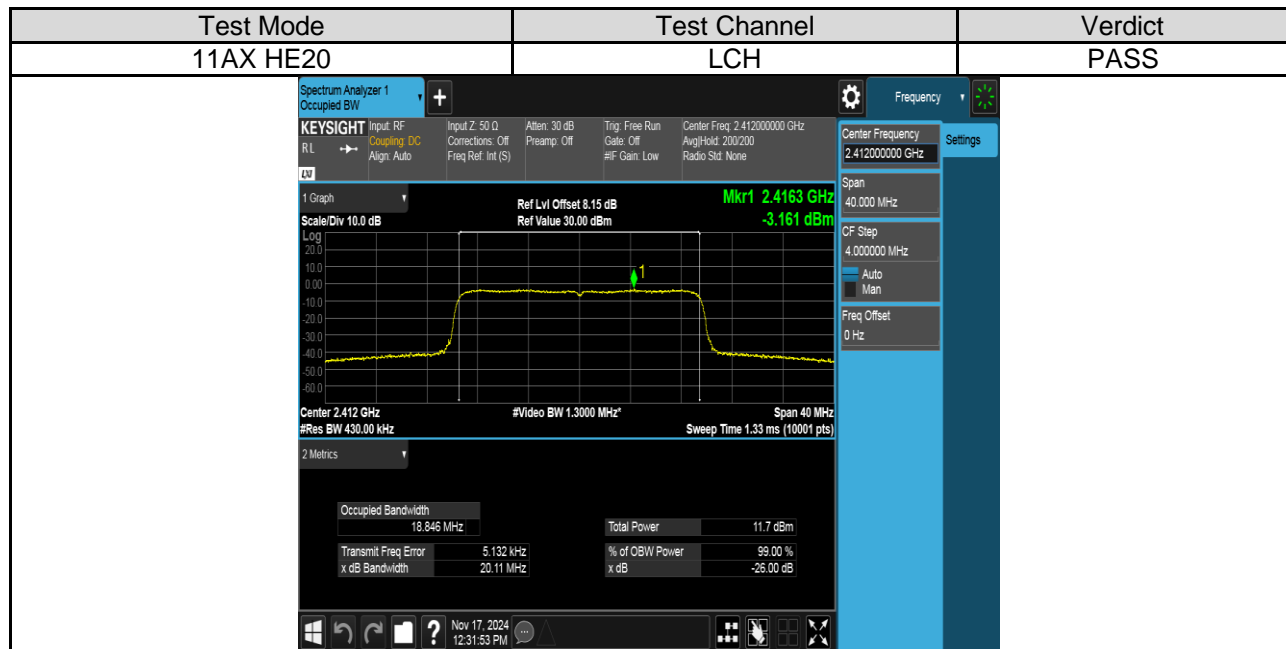 Test Mode Test Channel Verdict
11AX HE20 LCH PASS
Spectrum Analyzer 1
Occupied BW
+
Frequency
KEYSIGHT
RL
LXI
Input: RF
Coupling: DC
Align: Auto
Input Z: 50 Ω
Corrections: Off
Freq Ref: Int (S)
Atten: 30 dB
Preamp: Off
Trig: Free Run
Gate: Off
#IF Gain: Low
Center Freq: 2.412000000 GHz
Avg|Hold: 200/200
Radio Std: None
Center Frequency
2.412000000 GHz
Settings
Span
40.000 MHz
CF Step
4.000000 MHz
Auto
Man
Freq Offset
0 Hz
1 Graph
Scale/Div 10.0 dB
Ref Lvl Offset 8.15 dB
Ref Value 30.00 dBm
Mkr1 2.4163 GHz
-3.161 dBm
Log
20.0
10.0
0.00
-10.0
-20.0
-30.0
-40.0
-50.0
-60.0
1
Center 2.412 GHz
#Res BW 430.00 kHz
#Video BW 1.3000 MHz*
Span 40 MHz
Sweep Time 1.33 ms (10001 pts)
2 Metrics
Occupied Bandwidth
18.846 MHz
Total Power 11.7 dBm
Transmit Freq Error 5.132 kHz
% of OBW Power 99.00 %
x dB Bandwidth 20.11 MHz
x dB -26.00 dB
?
Nov 17, 2024
12:31:53 PM